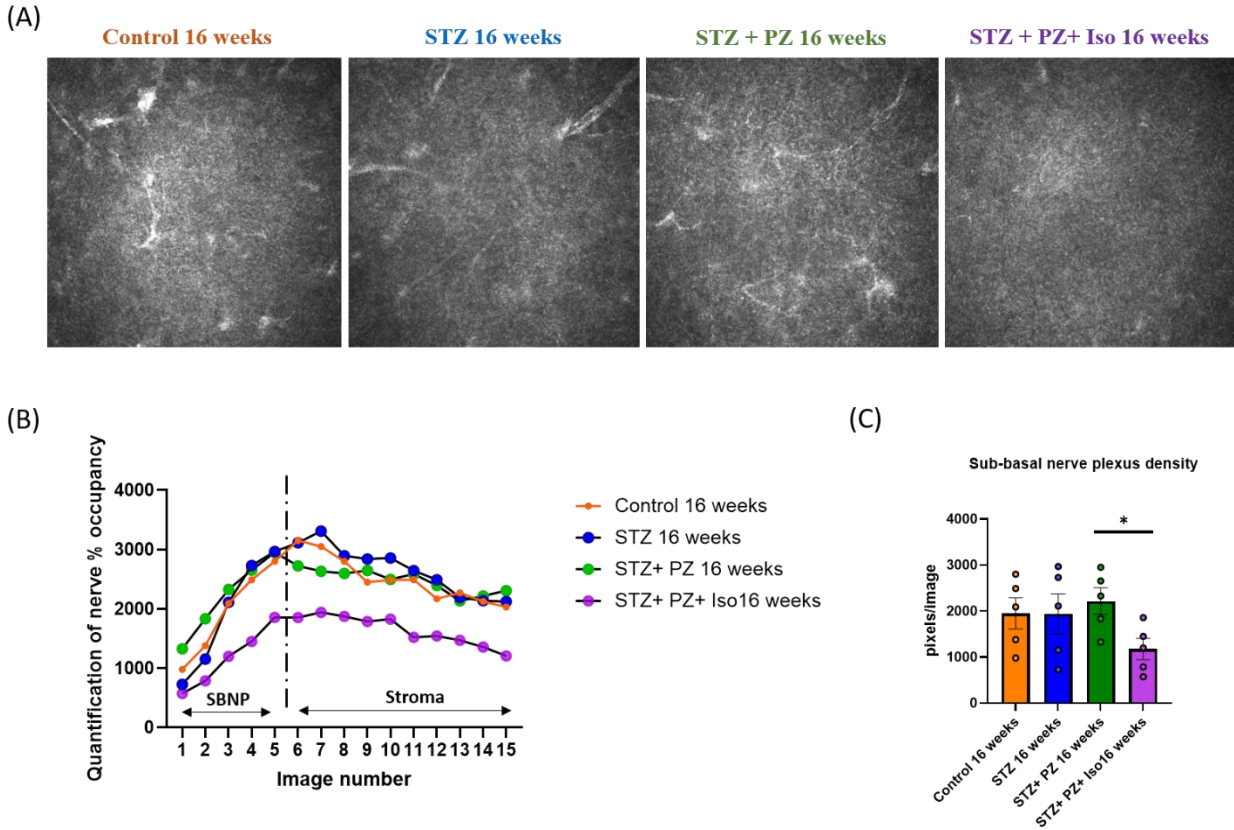 (A)
Control 16 weeks
STZ 16 weeks
STZ + PZ 16 weeks
STZ + PZ+ Iso 16 weeks
(B)
Quantification of nerve % occupancy
4000
3000
2000
1000
0
SBNP
Stroma
1 2 3 4 5 6 7 8 9 10 11 12 13 14 15
Image number
Control 16 weeks
STZ 16 weeks
STZ+ PZ 16 weeks
STZ+ PZ+ Iso16 weeks
(C)
Sub-basal nerve plexus density
pixels/image
4000
3000
2000
1000
0
*
Control 16 weeks
STZ 16 weeks
STZ+ PZ 16 weeks
STZ+ PZ+ Iso16 weeks